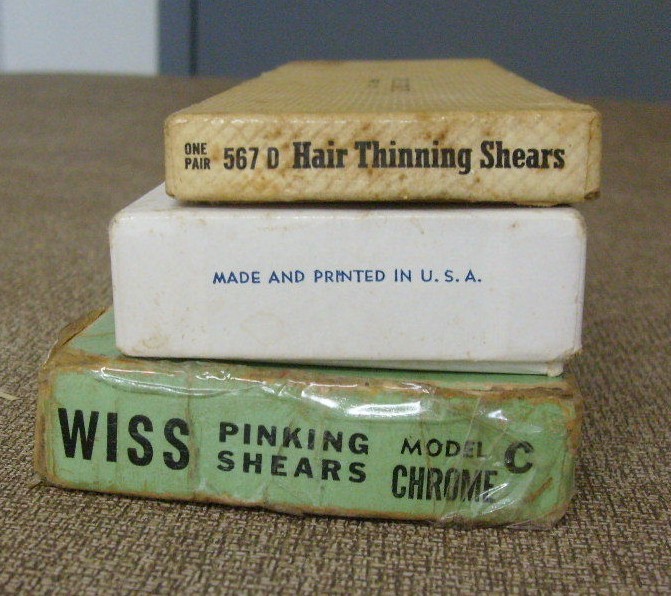 ONE PAIR 567 D Hair Thinning Shears
MADE AND PRINTED IN U.S.A.
WISS PINKING SHEARS MODEL C CHROME